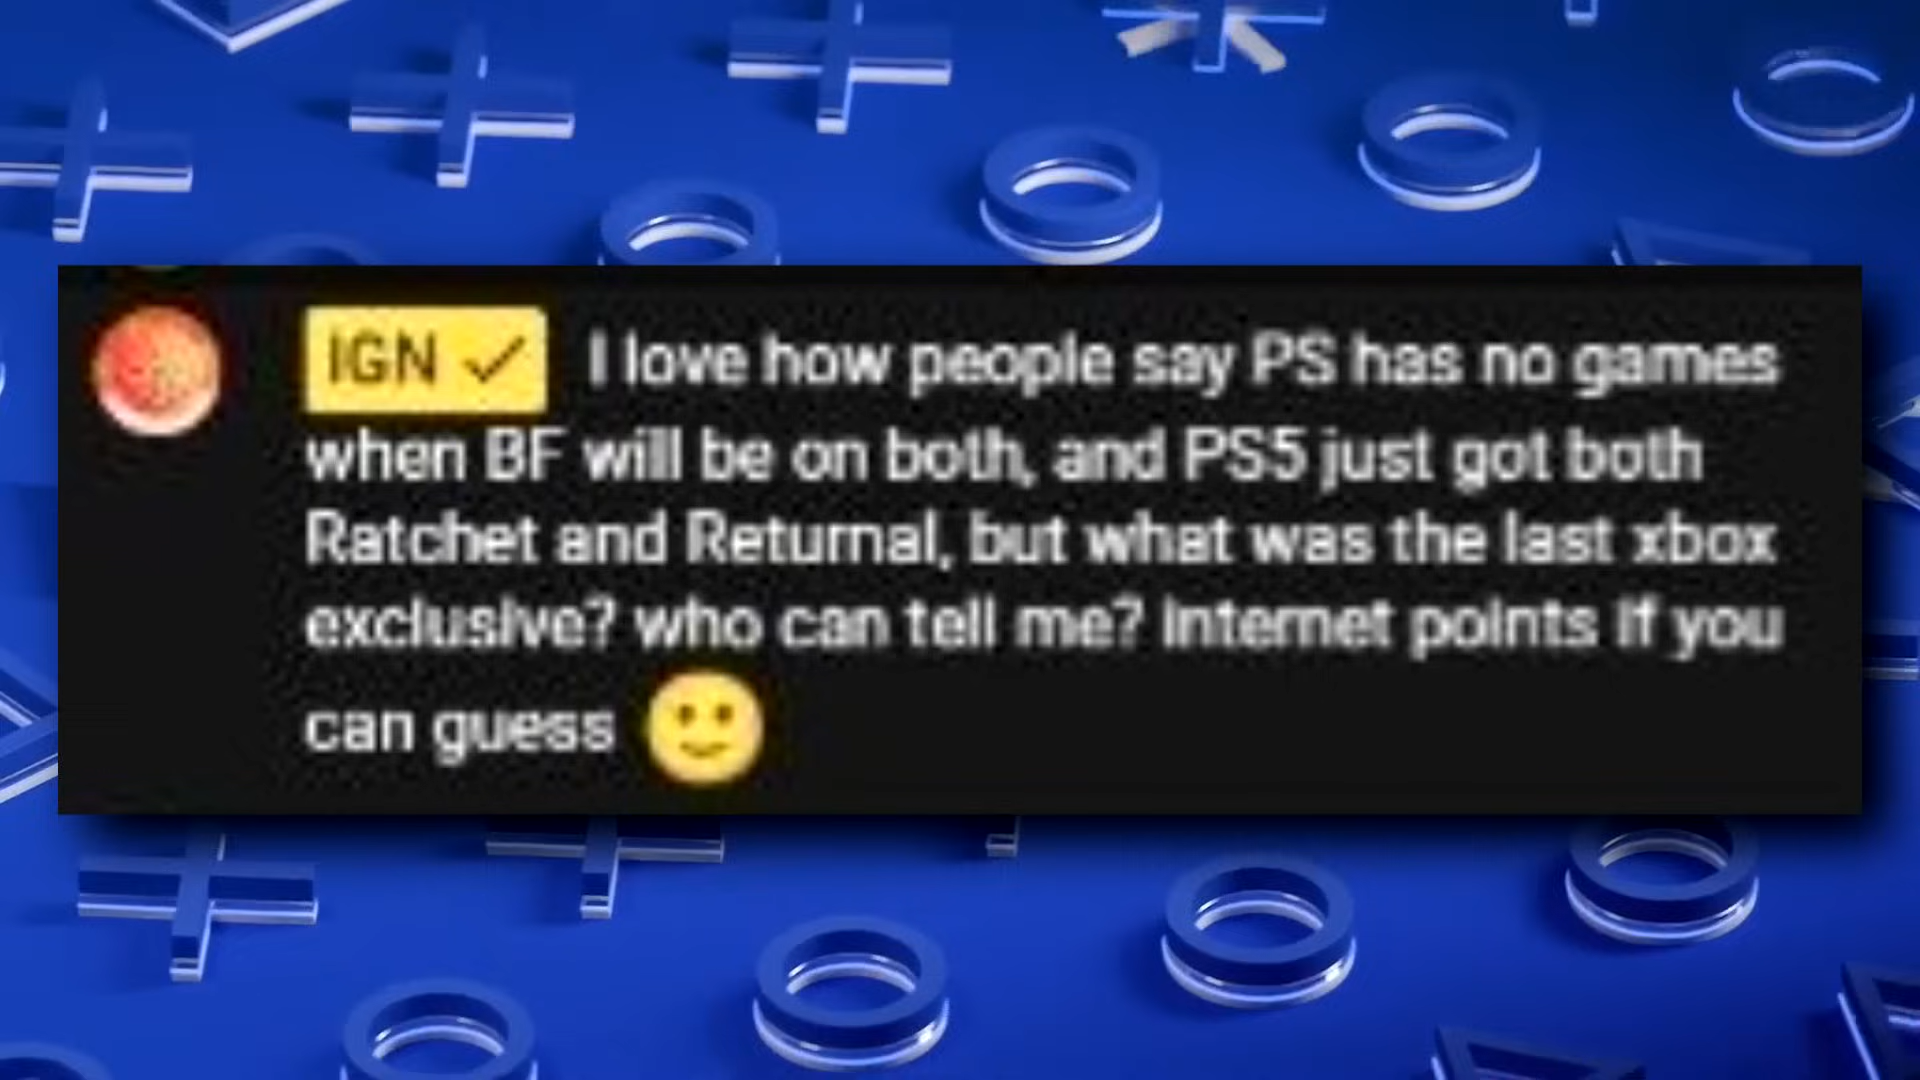 IGN ✓ I love how people say PS has no games
when BF will be on both, and PS5 just got both
Ratchet and Returnal, but what was the last xbox
exclusive? who can tell me? internet points if you
can guess 🙂